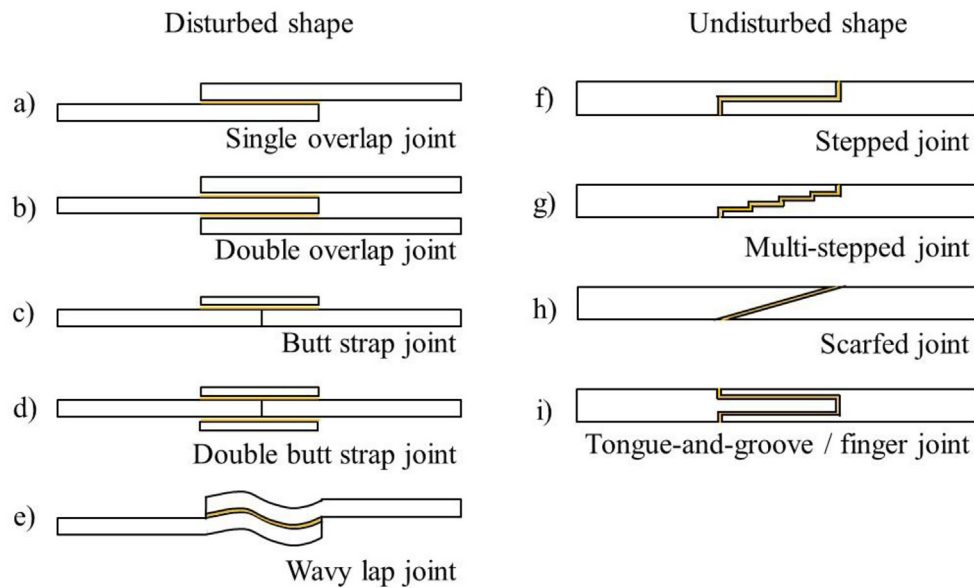 Disturbed shape
a)
Single overlap joint
b)
Double overlap joint
c)
Butt strap joint
d)
Double butt strap joint
e)
Wavy lap joint
Undisturbed shape
f)
Stepped joint
g)
Multi-stepped joint
h)
Scarfed joint
i)
Tongue-and-groove / finger joint